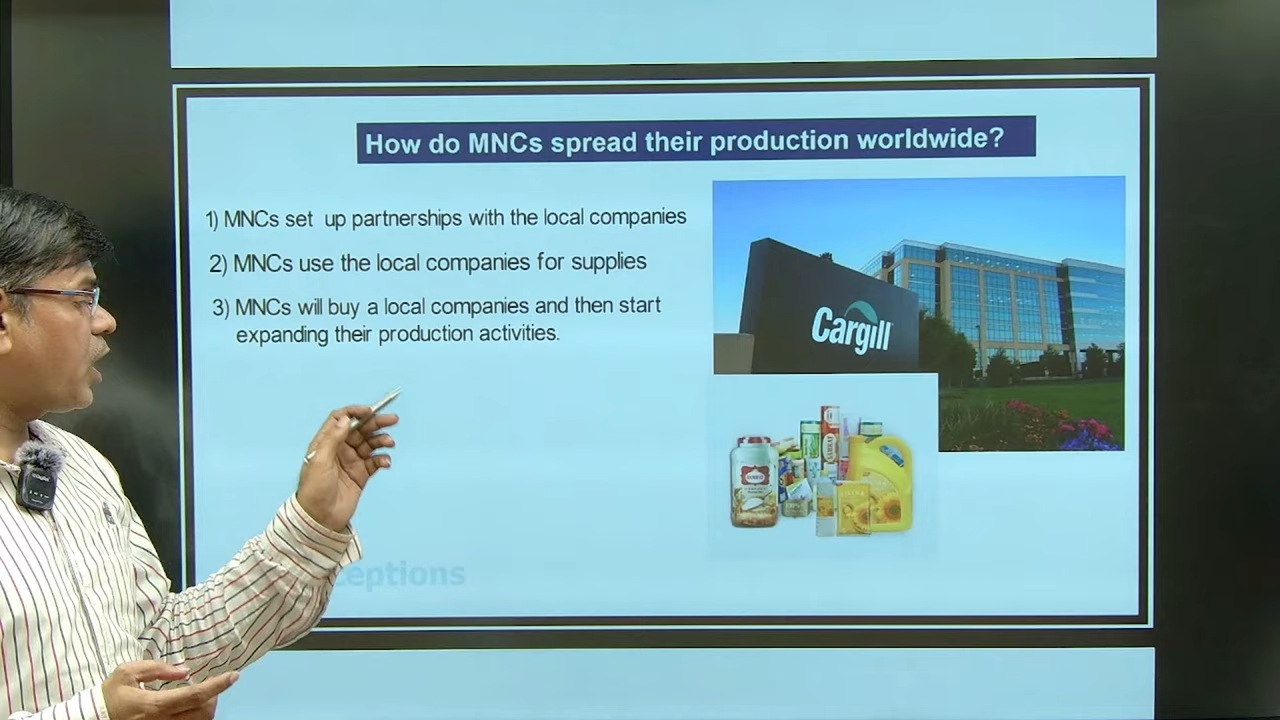 How do MNCs spread their production worldwide?
1) MNCs set up partnerships with the local companies
2) MNCs use the local companies for supplies
3) MNCs will buy a local companies and then start
expanding their production activities.
Cargill
ceptions